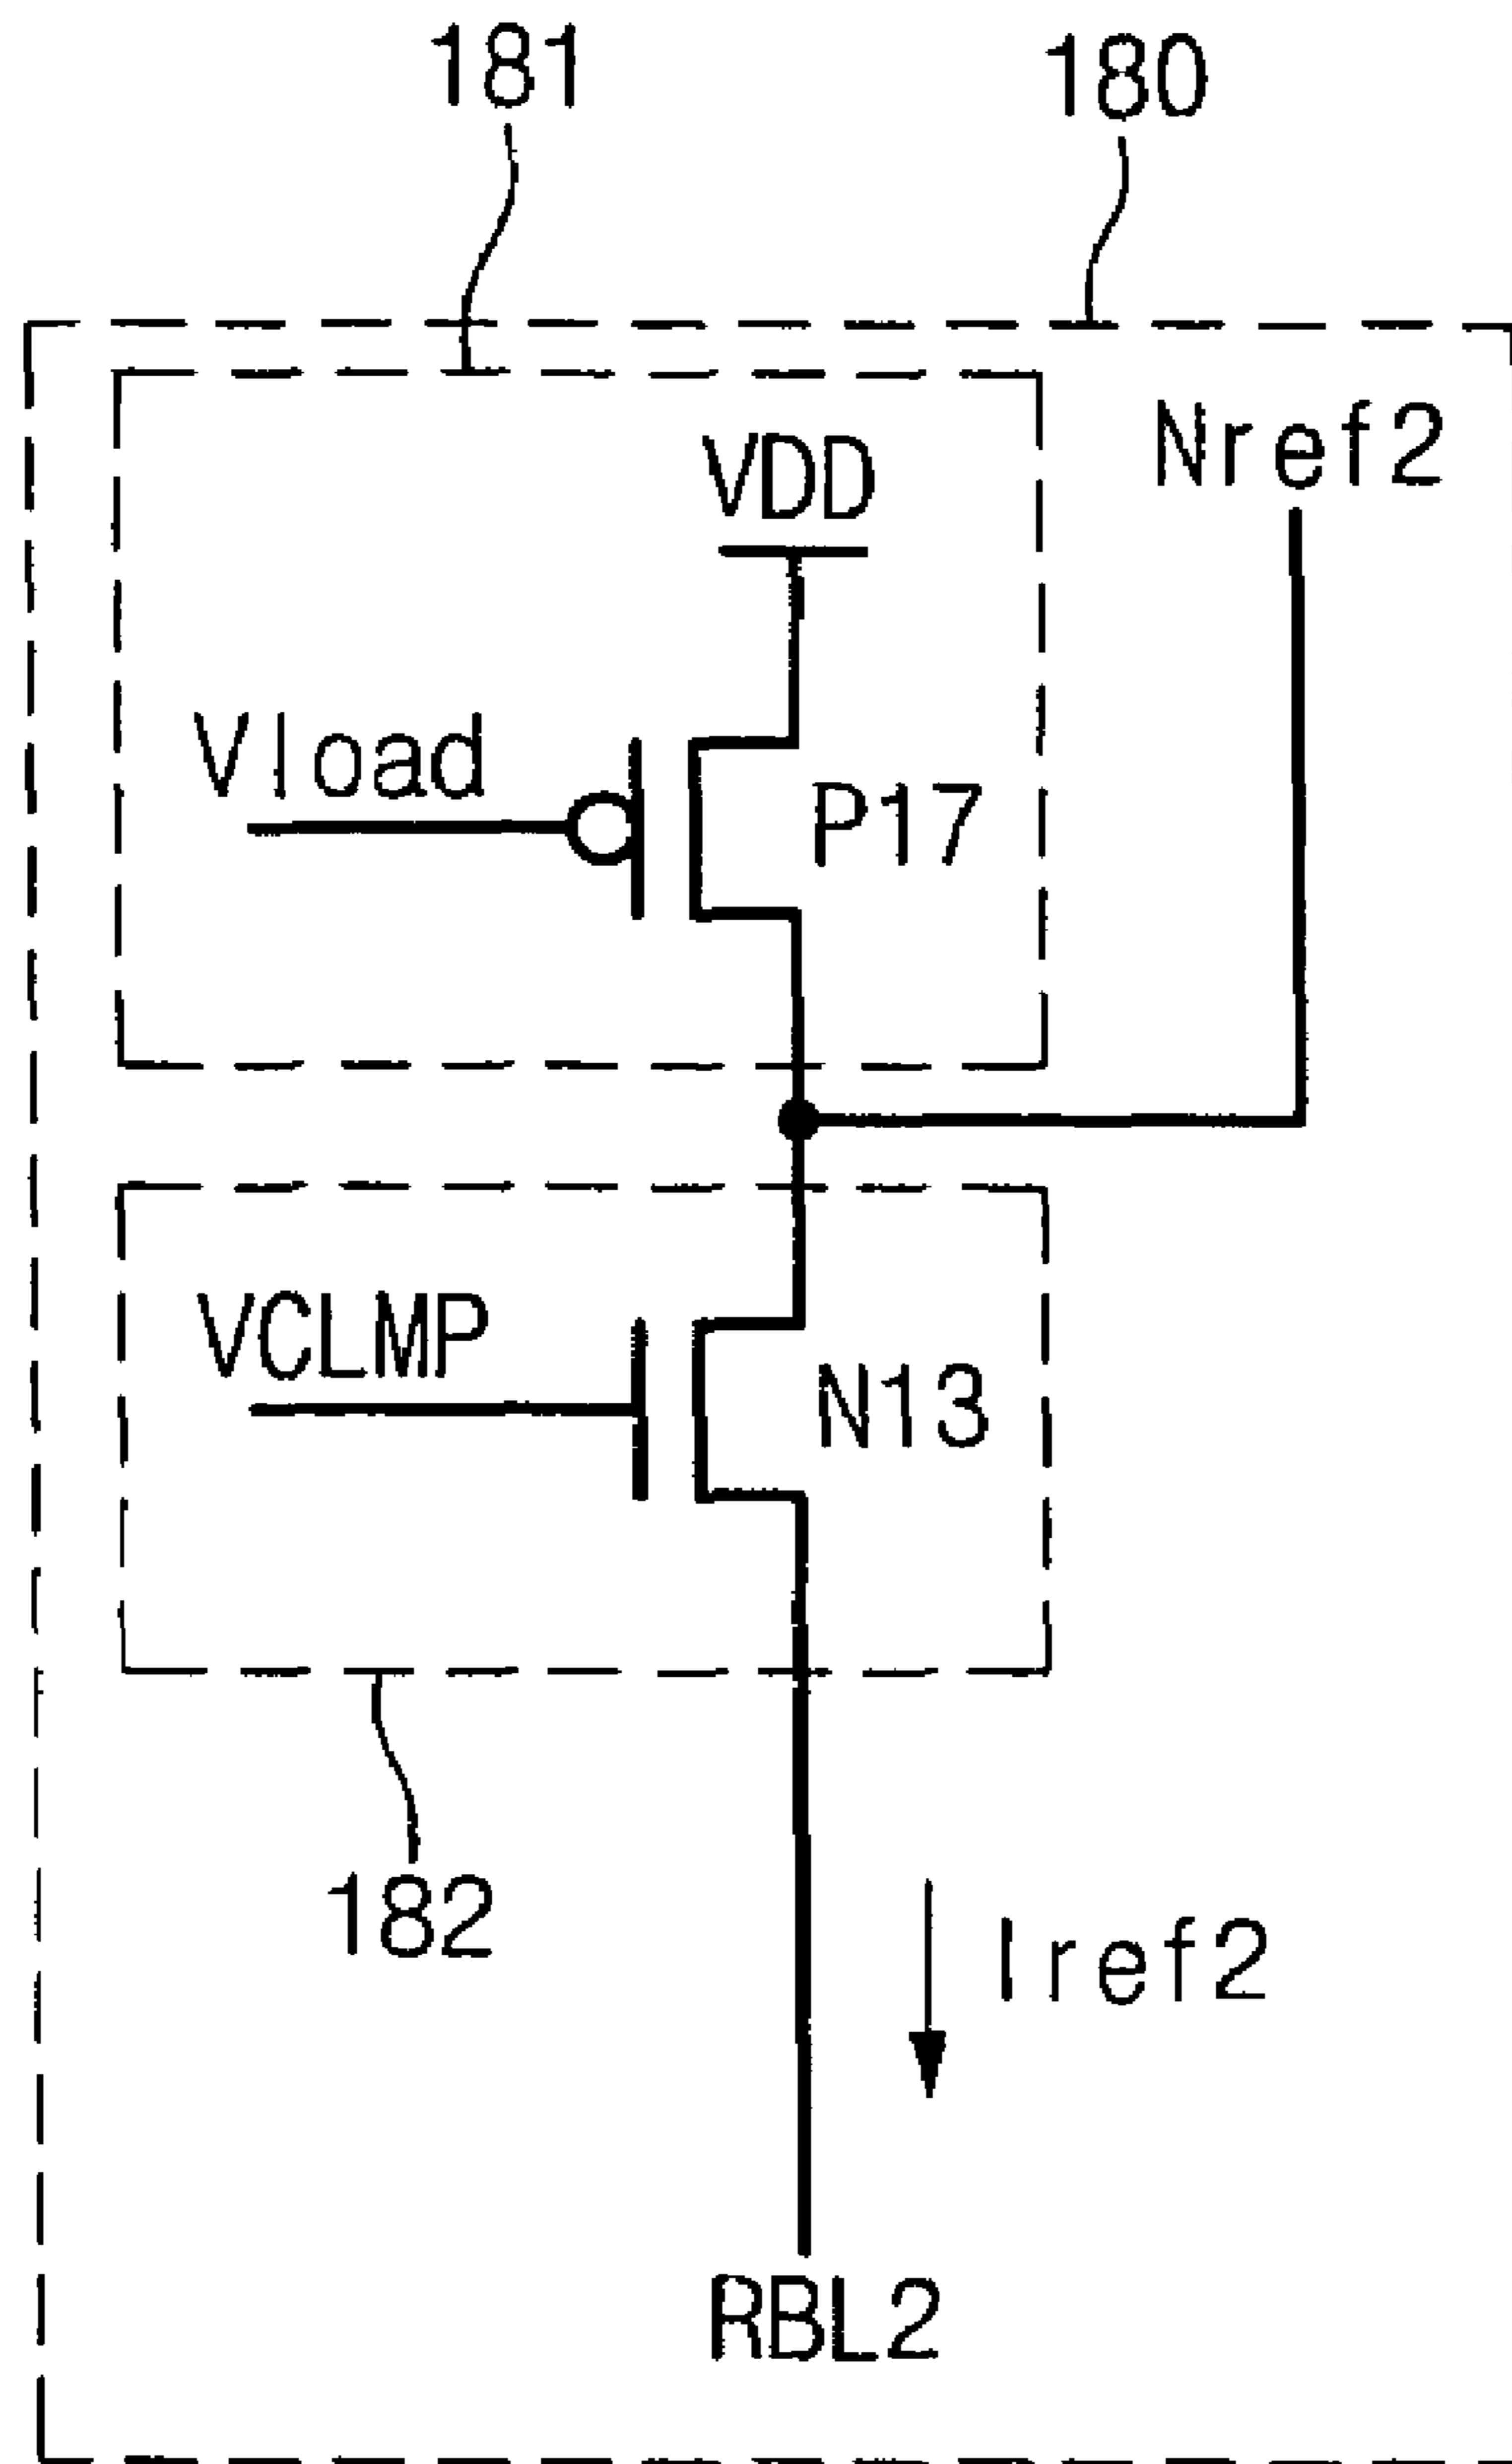 181
180
VDD
Nref2
Vload
P17
VCLMP
N13
182
Iref2
RBL2